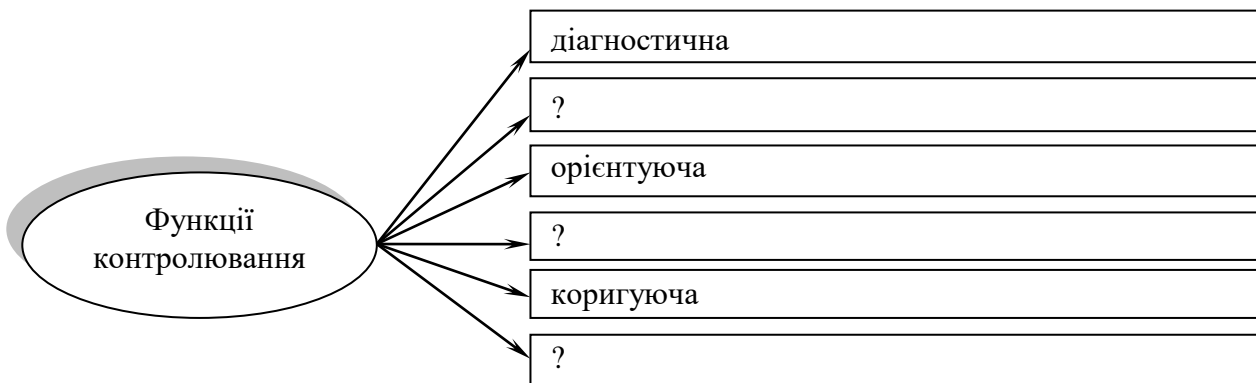 діагностична
?
орієнтуюча
Функції
контролювання
?
коригуюча
?